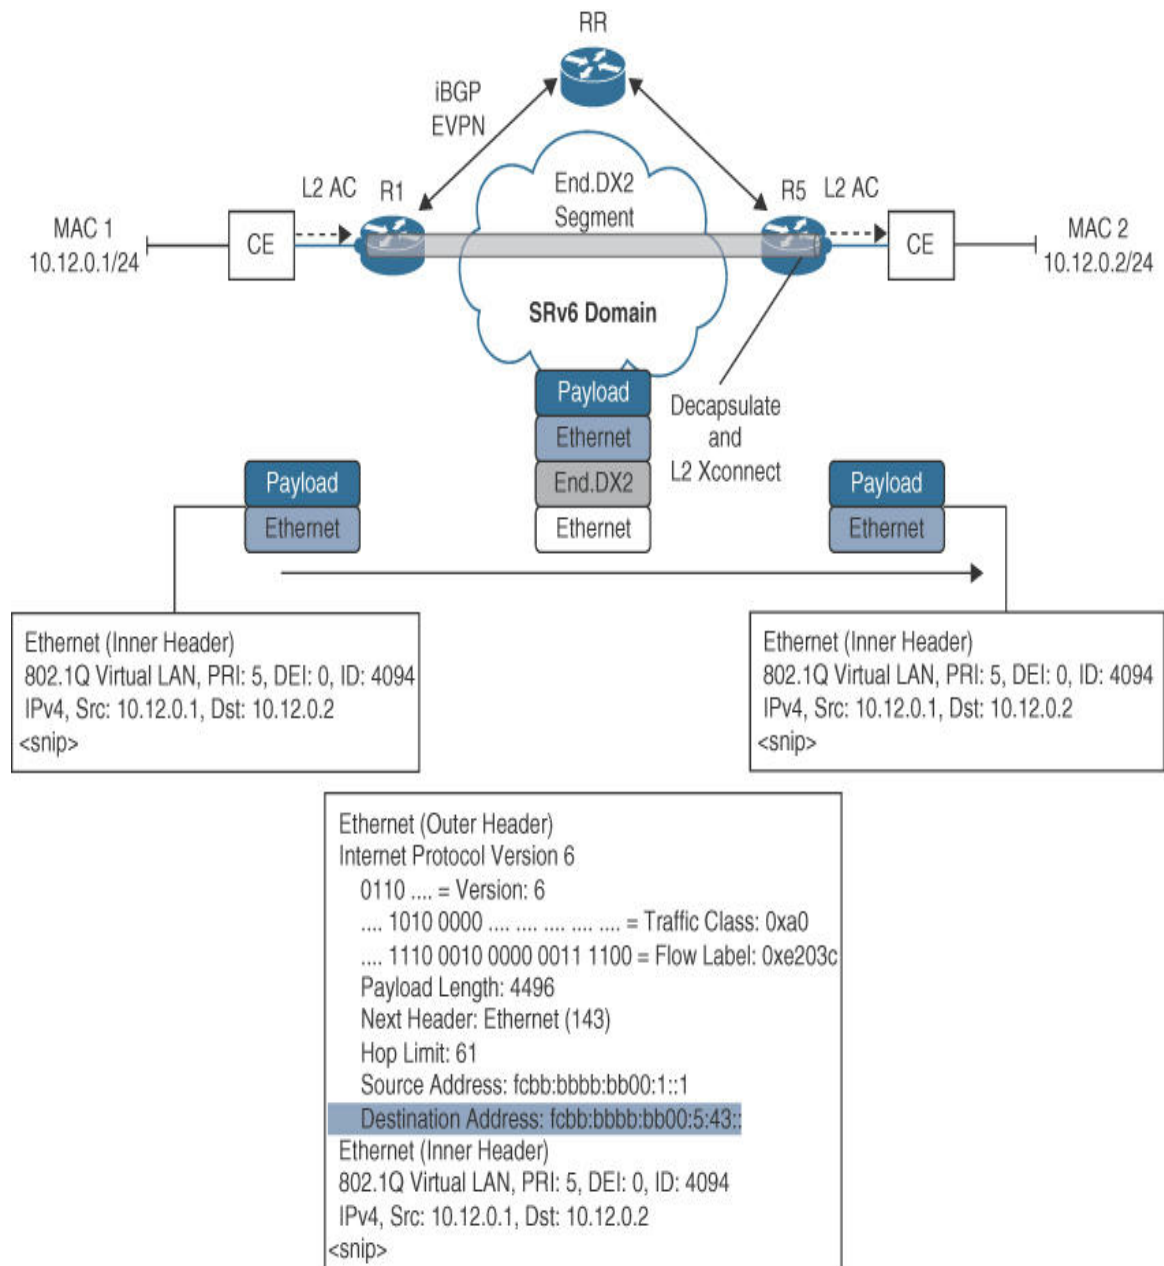 RR
iBGP
EVPN
L2 AC
R1
End.DX2
Segment
R5
L2 AC
MAC 1
10.12.0.1/24
CE
CE
MAC 2
10.12.0.2/24
SRv6 Domain
Payload
Ethernet
End.DX2
Ethernet
Decapsulate
and
L2 Xconnect
Payload
Ethernet
Payload
Ethernet
Ethernet (Inner Header)
802.1Q Virtual LAN, PRI: 5, DEI: 0, ID: 4094
IPv4, Src: 10.12.0.1, Dst: 10.12.0.2
<snip>
Ethernet (Inner Header)
802.1Q Virtual LAN, PRI: 5, DEI: 0, ID: 4094
IPv4, Src: 10.12.0.1, Dst: 10.12.0.2
<snip>
Ethernet (Outer Header)
Internet Protocol Version 6
0110 .... = Version: 6
.... 1010 0000 .... .... .... .... .... = Traffic Class: 0xa0
.... 1110 0010 0000 0011 1100 = Flow Label: 0xe203c
Payload Length: 4496
Next Header: Ethernet (143)
Hop Limit: 61
Source Address: fcbb:bbbb:bb00:1::1
Destination Address: fcbb:bbbb:bb00:5:43::
Ethernet (Inner Header)
802.1Q Virtual LAN, PRI: 5, DEI: 0, ID: 4094
IPv4, Src: 10.12.0.1, Dst: 10.12.0.2
<snip>